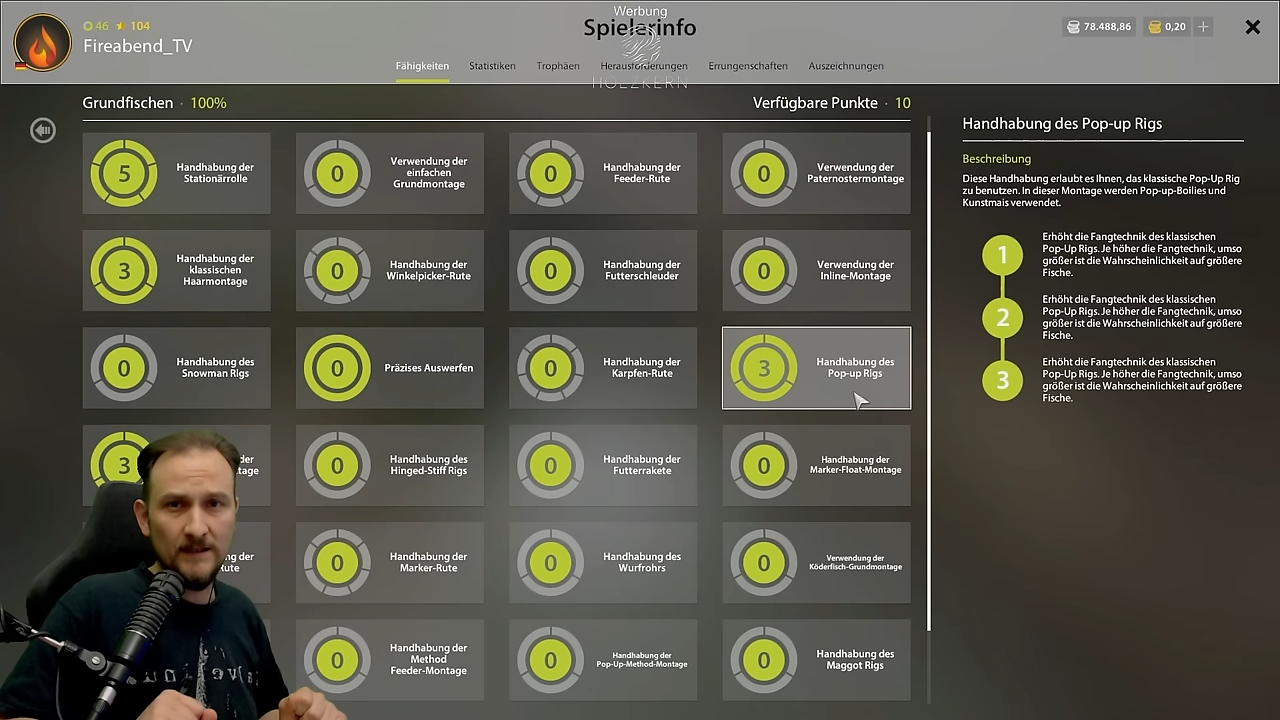 Werbung
46 104
Fireabend_TV
Spielerinfo
78.488,86
0,20
HOLZKERN
Fähigkeiten
Statistiken
Trophäen
Herausforderungen
Errungenschaften
Auszeichnungen
Grundfischen · 100%
Verfügbare Punkte · 10
5
Handhabung der
Stationärrolle
0
Verwendung der
einfachen
Grundmontage
0
Handhabung der
Feeder-Rute
0
Verwendung der
Paternostermontage
3
Handhabung der
klassischen
Haarmontage
0
Handhabung der
Winkelpicker-Rute
0
Handhabung der
Futterschleuder
0
Verwendung der
Inline-Montage
0
Handhabung des
Snowman Rigs
0
Präzises Auswerfen
0
Handhabung der
Karpfen-Rute
3
Handhabung des
Pop-up Rigs
3
der
tage
0
Handhabung des
Hinged-Stiff Rigs
0
Handhabung der
Futterrakete
0
Handhabung der
Marker-Float-Montage
ng der
Rute
0
Handhabung der
Marker-Rute
0
Handhabung des
Wurfrohrs
0
Verwendung der
Köderfisch-Grundmontage
0
Handhabung der
Method
Feeder-Montage
0
Handhabung der
Pop-Up-Method-Montage
0
Handhabung des
Maggot Rigs
Handhabung des Pop-up Rigs
Beschreibung
Diese Handhabung erlaubt es Ihnen, das klassische Pop-Up Rig
zu benutzen. In dieser Montage werden Pop-up-Boilies und
Kunstmais verwendet.
1
Erhöht die Fangtechnik des klassischen
Pop-Up Rigs. Je höher die Fangtechnik, umso
größer ist die Wahrscheinlichkeit auf größere
Fische.
2
Erhöht die Fangtechnik des klassischen
Pop-Up Rigs. Je höher die Fangtechnik, umso
größer ist die Wahrscheinlichkeit auf größere
Fische.
3
Erhöht die Fangtechnik des klassischen
Pop-Up Rigs. Je höher die Fangtechnik, umso
größer ist die Wahrscheinlichkeit auf größere
Fische.